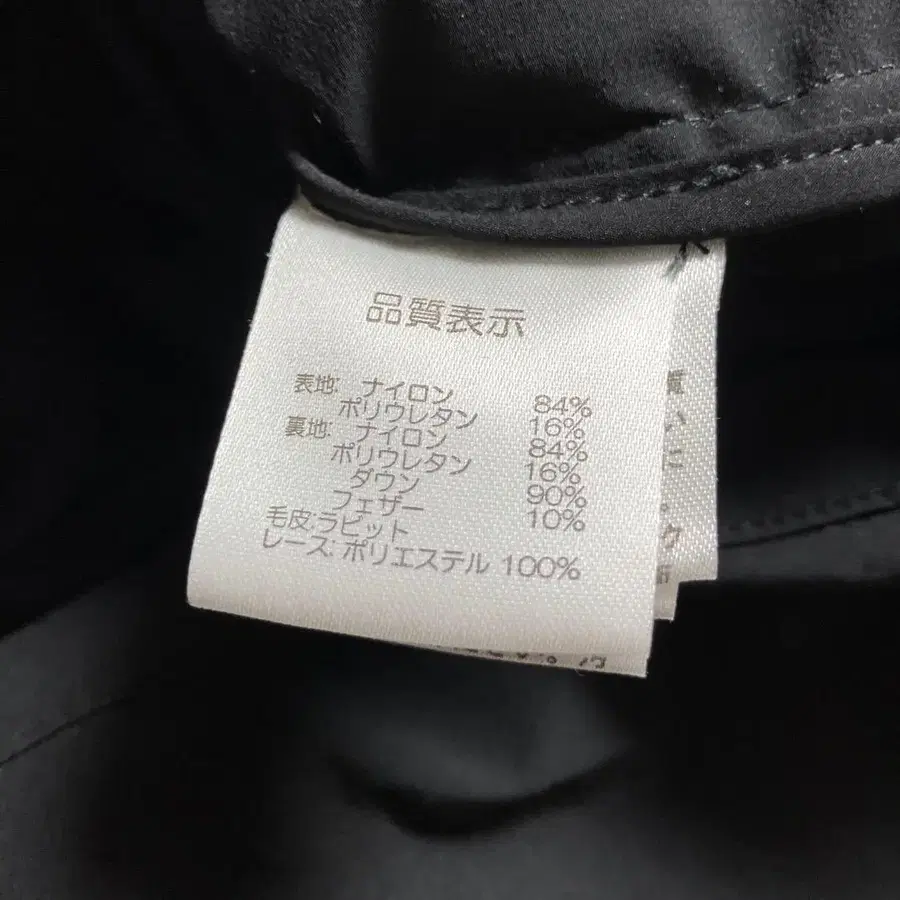 品質表示
表地: ナイロン 84%
ポリウレタン 16%
裏地: ナイロン 84%
ポリウレタン 16%
ダウン 90%
フェザー 10%
毛皮:ラビット
レース: ポリエステル 100%
い
に
。
ク